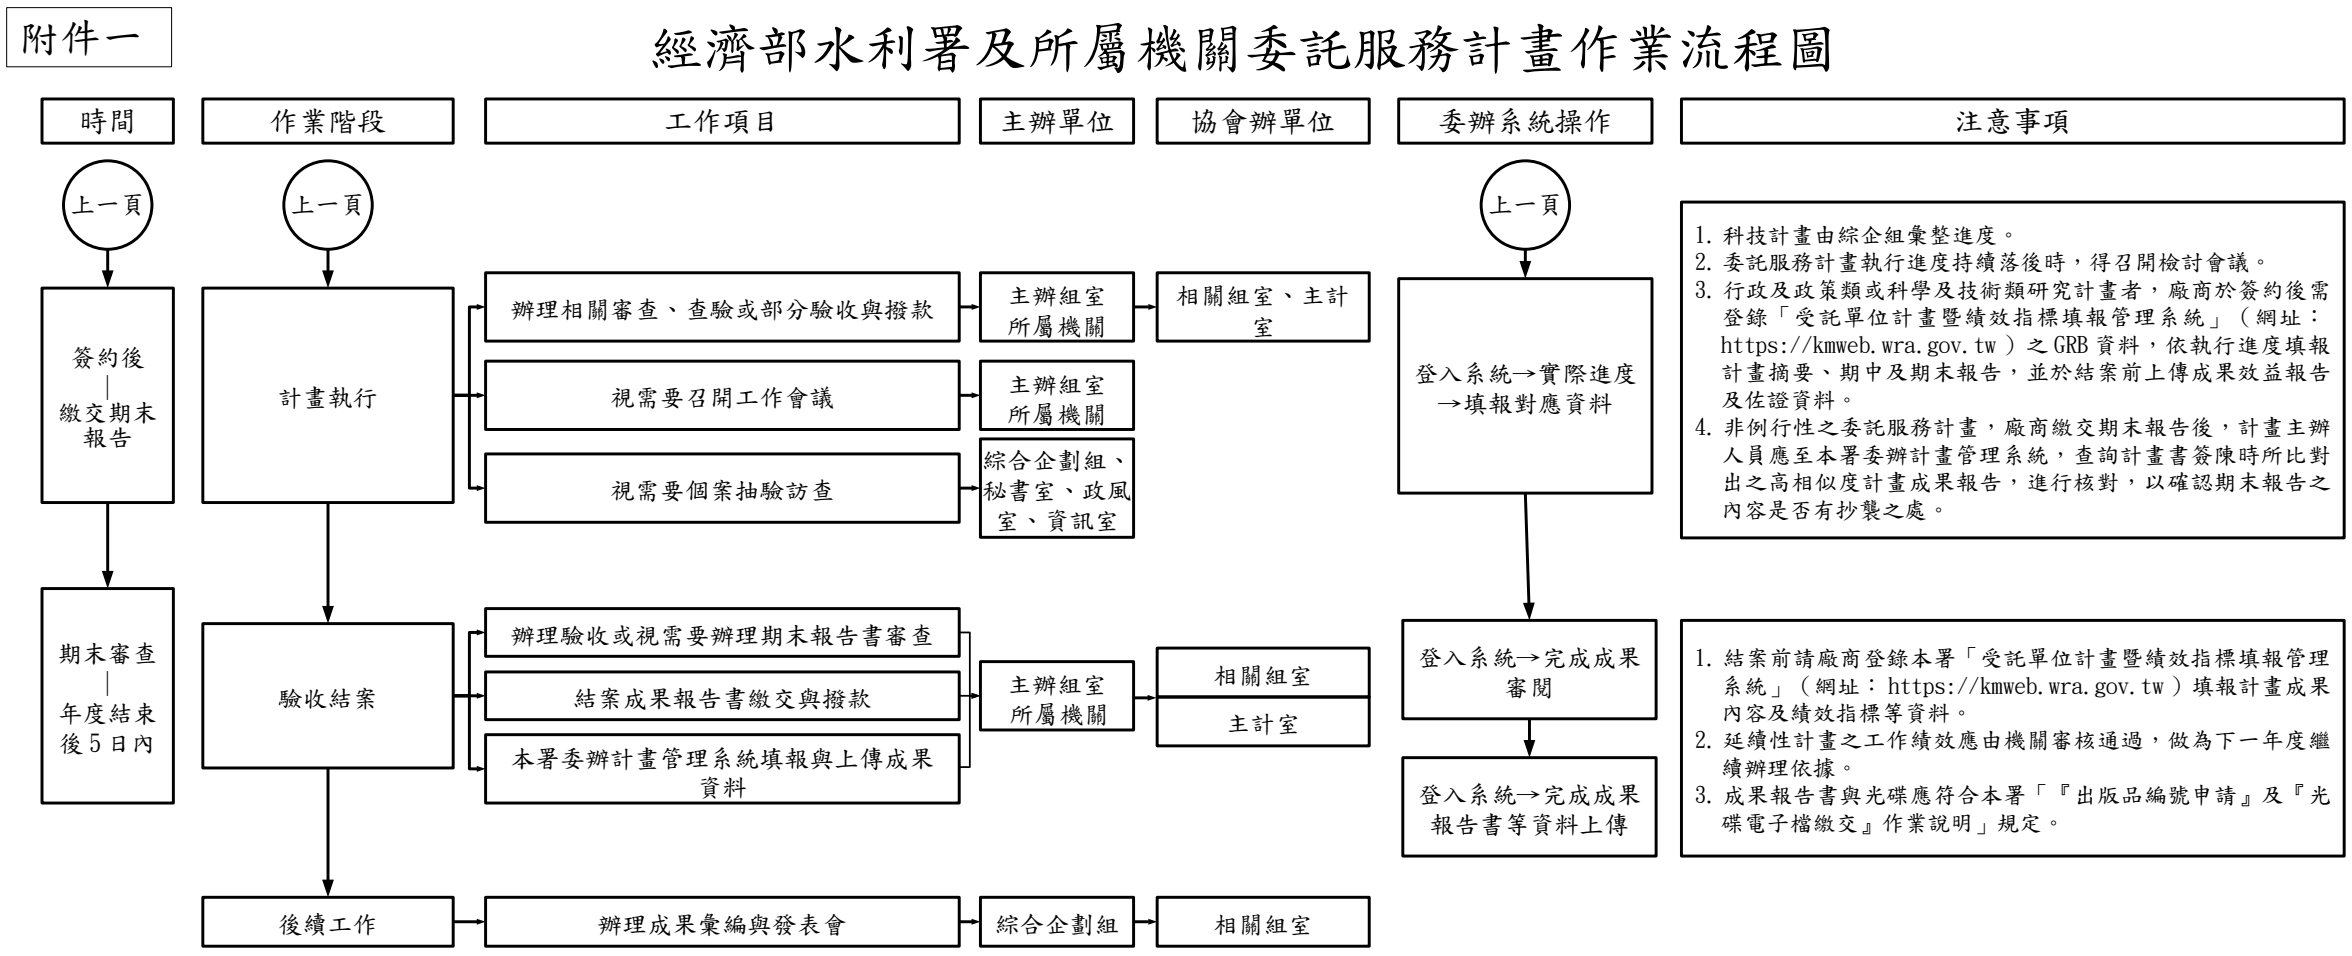 附件一
經濟部水利署及所屬機關委託服務計畫作業流程圖
時間
作業階段
工作項目
主辦單位
協會辦單位
委辦系統操作
注意事項
上一頁
上一頁
上一頁
簽約後
|
繳交期末
報告
計畫執行
辦理相關審查、查驗或部分驗收與撥款
主辦組室
所屬機關
相關組室、主計
室
視需要召開工作會議
主辦組室
所屬機關
視需要個案抽驗訪查
綜合企劃組、
秘書室、政風
室、資訊室
登入系統→實際進度
→填報對應資料
1. 科技計畫由綜企組彙整進度。
2. 委託服務計畫執行進度持續落後時，得召開檢討會議。
3. 行政及政策類或科學及技術類研究計畫者，廠商於簽約後需
登錄「受託單位計畫暨績效指標填報管理系統」（網址：
https://kmweb.wra.gov.tw）之GRB資料，依執行進度填報
計畫摘要、期中及期末報告，並於結案前上傳成果效益報告
及佐證資料。
4. 非例行性之委託服務計畫，廠商繳交期末報告後，計畫主辦
人員應至本署委辦計畫管理系統，查詢計畫書簽陳時所比對
出之高相似度計畫成果報告，進行核對，以確認期末報告之
內容是否有抄襲之處。
期末審查
|
年度結束
後5日內
驗收結案
辦理驗收或視需要辦理期末報告書審查
結案成果報告書繳交與撥款
本署委辦計畫管理系統填報與上傳成果
資料
主辦組室
所屬機關
相關組室
主計室
登入系統→完成成果
審閱
登入系統→完成成果
報告書等資料上傳
1. 結案前請廠商登錄本署「受託單位計畫暨績效指標填報管理
系統」（網址：https://kmweb.wra.gov.tw）填報計畫成果
內容及績效指標等資料。
2. 延續性計畫之工作績效應由機關審核通過，做為下一年度繼
續辦理依據。
3. 成果報告書與光碟應符合本署「『出版品編號申請』及『光
碟電子檔繳交』作業說明」規定。
後續工作
辦理成果彙編與發表會
綜合企劃組
相關組室